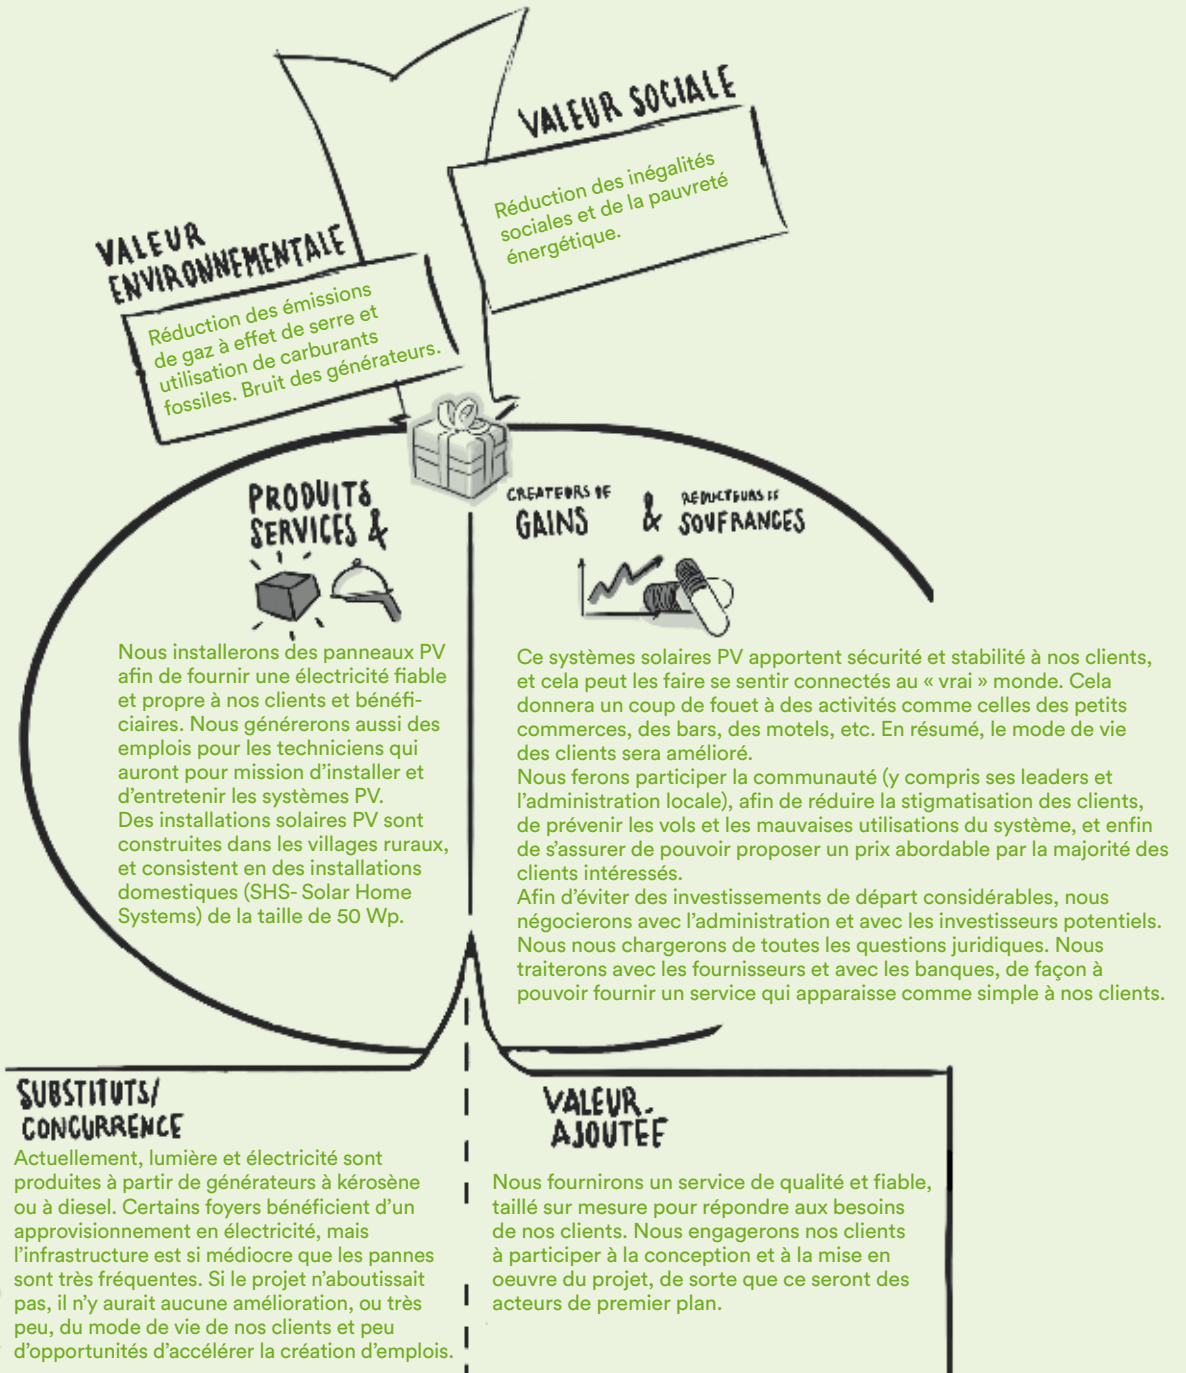 VALEUR SOCIALE
Réduction des inégalités
sociales et de la pauvreté
énergétique.
VALEUR
ENVIRONNEMENTALE
Réduction des émissions
de gaz à effet de serre et
utilisation de carburants
fossiles. Bruit des générateurs.
PRODUITS
SERVICES &
Nous installerons des panneaux PV
afin de fournir une électricité fiable
et propre à nos clients et bénéfi-
ciaires. Nous générerons aussi des
emplois pour les techniciens qui
auront pour mission d’installer et
d’entretenir les systèmes PV.
Des installations solaires PV sont
construites dans les villages ruraux,
et consistent en des installations
domestiques (SHS- Solar Home
Systems) de la taille de 50 Wp.
CREATEURS DE
GAINS
&
REDUCTEURS DE
SOUFRANCES
Ce systèmes solaires PV apportent sécurité et stabilité à nos clients,
et cela peut les faire se sentir connectés au « vrai » monde. Cela
donnera un coup de fouet à des activités comme celles des petits
commerces, des bars, des motels, etc. En résumé, le mode de vie
des clients sera amélioré.
Nous ferons participer la communauté (y compris ses leaders et
l’administration locale), afin de réduire la stigmatisation des clients,
de prévenir les vols et les mauvaises utilisations du système, et enfin
de s’assurer de pouvoir proposer un prix abordable par la majorité des
clients intéressés.
Afin d’éviter des investissements de départ considérables, nous
négocierons avec l’administration et avec les investisseurs potentiels.
Nous nous chargerons de toutes les questions juridiques. Nous
traiterons avec les fournisseurs et avec les banques, de façon à
pouvoir fournir un service qui apparaisse comme simple à nos clients.
SUBSTITUTS/
CONCURRENCE
Actuellement, lumière et électricité sont
produites à partir de générateurs à kérosène
ou à diesel. Certains foyers bénéficient d’un
approvisionnement en électricité, mais
l’infrastructure est si médiocre que les pannes
sont très fréquentes. Si le projet n’aboutissait
pas, il n’y aurait aucune amélioration, ou très
peu, du mode de vie de nos clients et peu
d’opportunités d’accélérer la création d’emplois.
VALEUR-
AJOUTÉE
Nous fournirons un service de qualité et fiable,
taillé sur mesure pour répondre aux besoins
de nos clients. Nous engagerons nos clients
à participer à la conception et à la mise en
oeuvre du projet, de sorte que ce seront des
acteurs de premier plan.